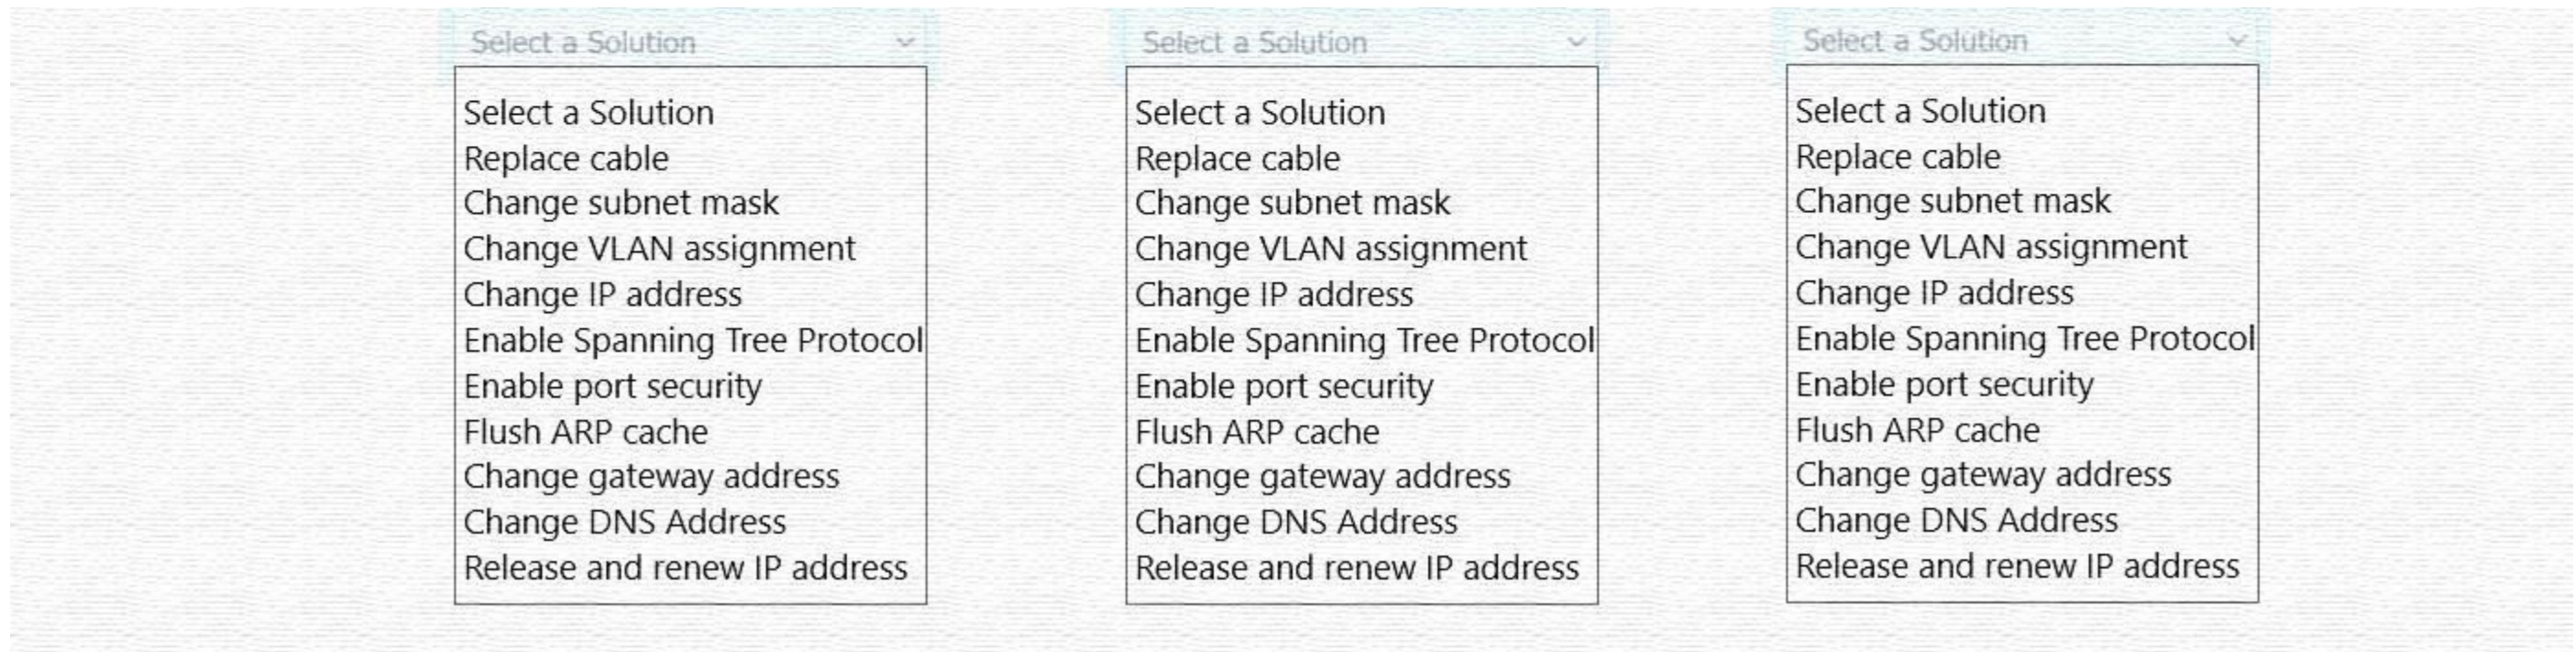 Select a Solution
Select a Solution
Replace cable
Change subnet mask
Change VLAN assignment
Change IP address
Enable Spanning Tree Protocol
Enable port security
Flush ARP cache
Change gateway address
Change DNS Address
Release and renew IP address
Select a Solution
Select a Solution
Replace cable
Change subnet mask
Change VLAN assignment
Change IP address
Enable Spanning Tree Protocol
Enable port security
Flush ARP cache
Change gateway address
Change DNS Address
Release and renew IP address
Select a Solution
Select a Solution
Replace cable
Change subnet mask
Change VLAN assignment
Change IP address
Enable Spanning Tree Protocol
Enable port security
Flush ARP cache
Change gateway address
Change DNS Address
Release and renew IP address